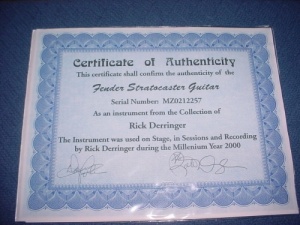 Certificate of Authenticity
This certificate shall confirm the authenticity of the
Fender Stratocaster Guitar
Serial Number: MZ0212257
As an instrument from the Collection of
Rick Derringer
The Instrument was used on Stage, in Sessions and Recording
by Rick Derringer during the Millenium Year 2000